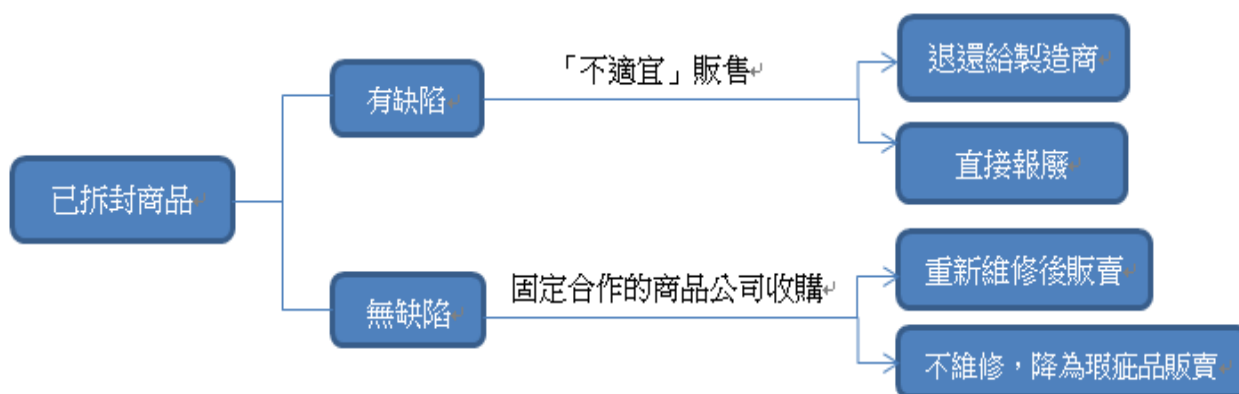 已拆封商品
有缺陷
「不適宜」販售
退還給製造商
直接報廢
無缺陷
固定合作的商品公司收購
重新維修後販賣
不維修，降為瑕疵品販賣